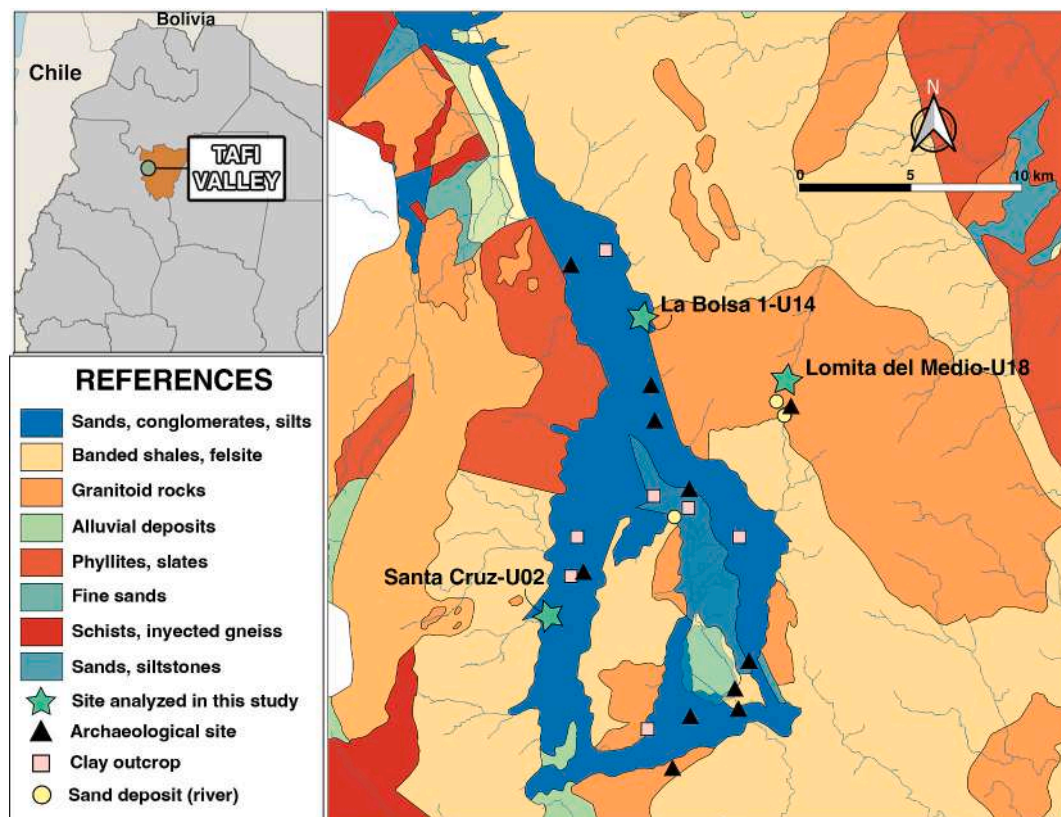 Bolivia
Chile
TAFI
VALLEY
REFERENCES
Sands, conglomerates, silts
Banded shales, felsite
Granitoid rocks
Alluvial deposits
Phyllites, slates
Fine sands
Schists, inyected gneiss
Sands, siltstones
Site analyzed in this study
Archaeological site
Clay outcrop
Sand deposit (river)
N
0 5 10 km
La Bolsa 1-U14
Lomita del Medio-U18
Santa Cruz-U02